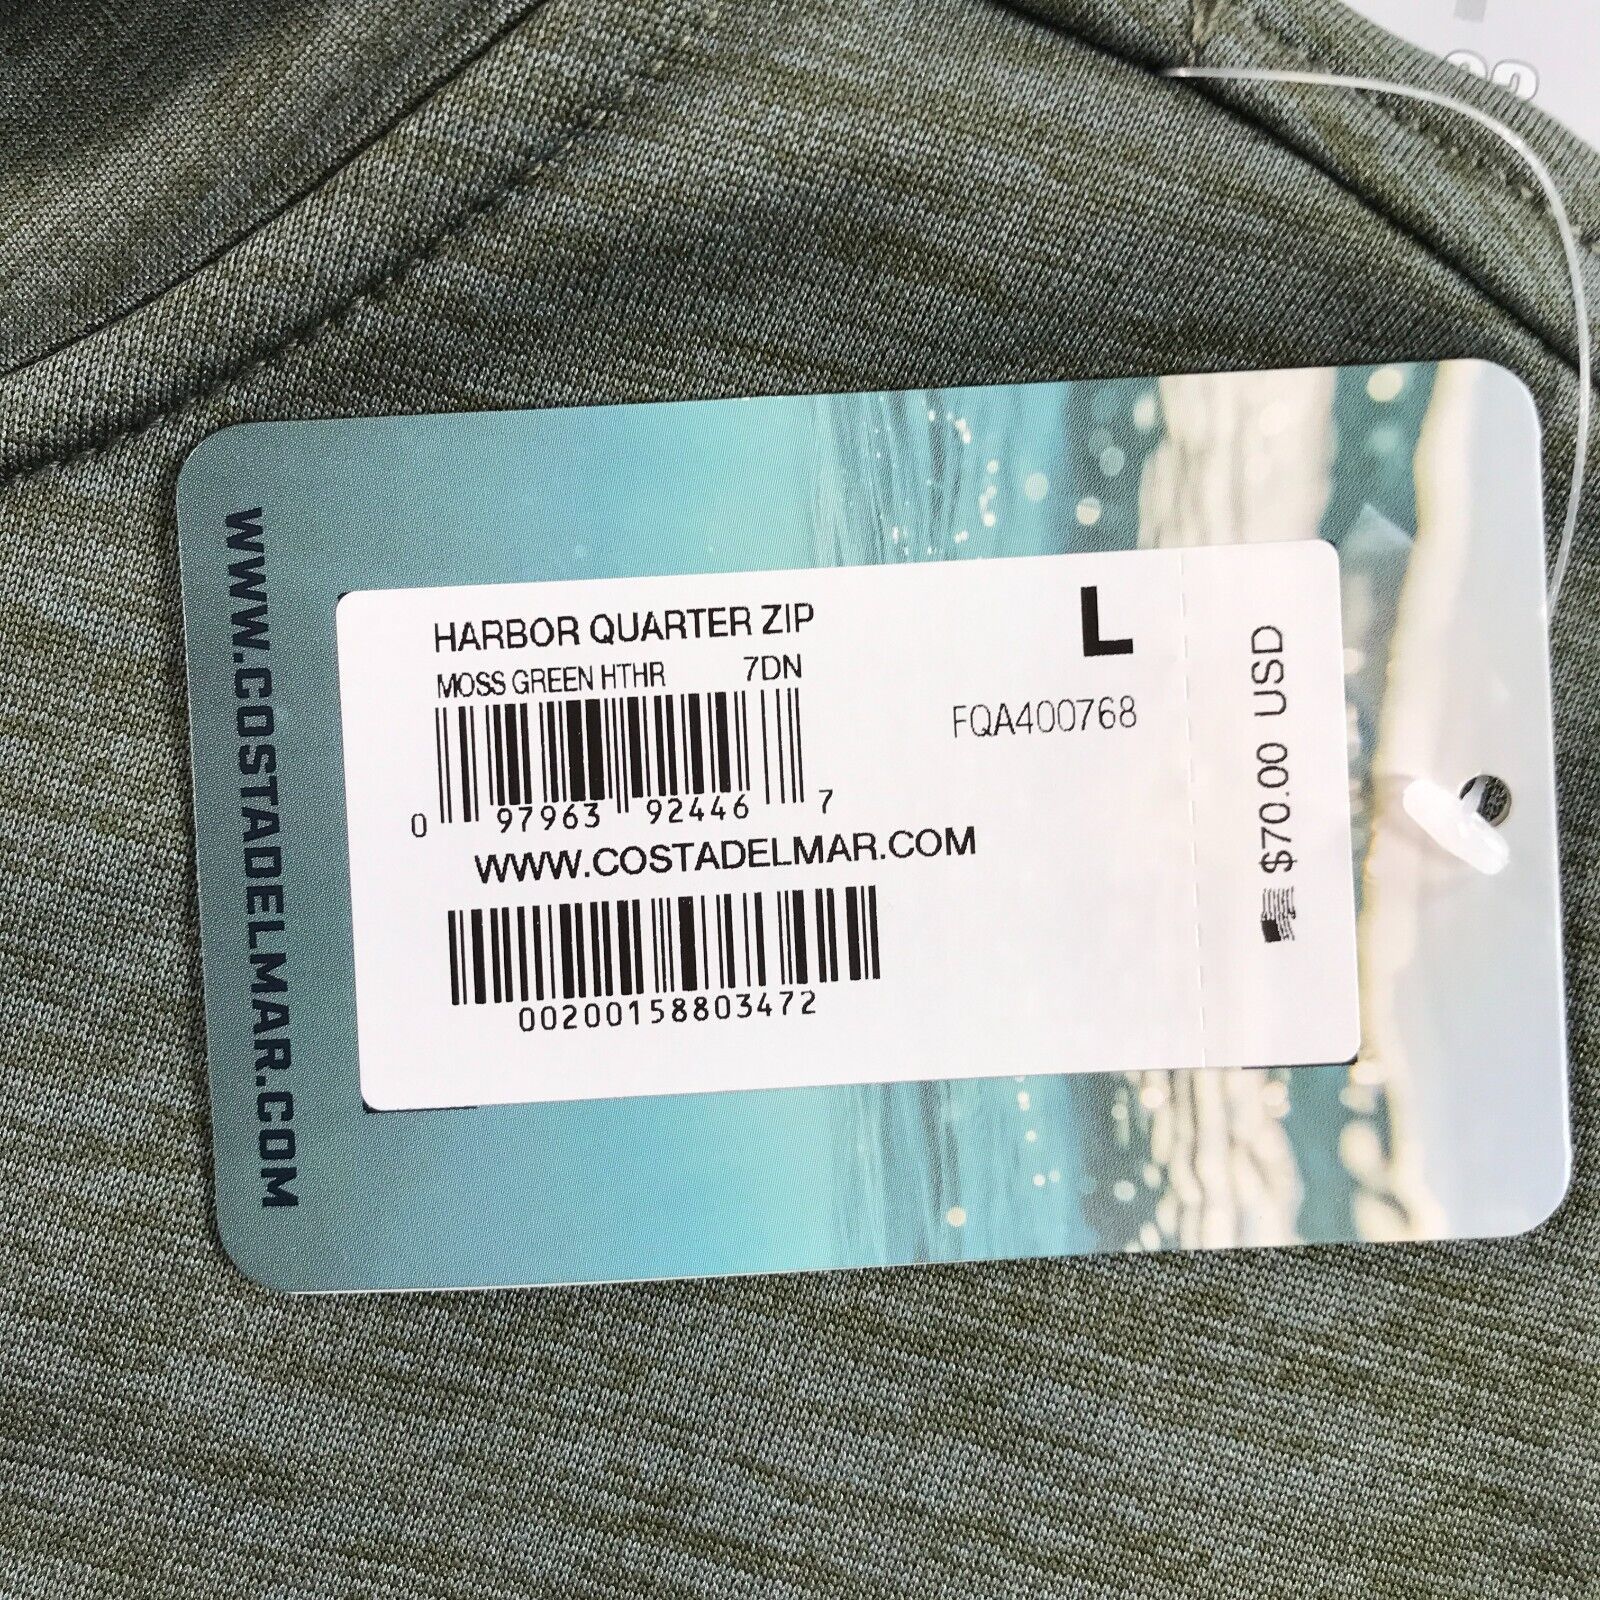 WWW.COSTADELMAR.COM
HARBOR QUARTER ZIP
L
MOSS GREEN HTHR 7DN
FQA400768
0 97963 92446 7
WWW.COSTADELMAR.COM
00200158803472
$70.00 USD